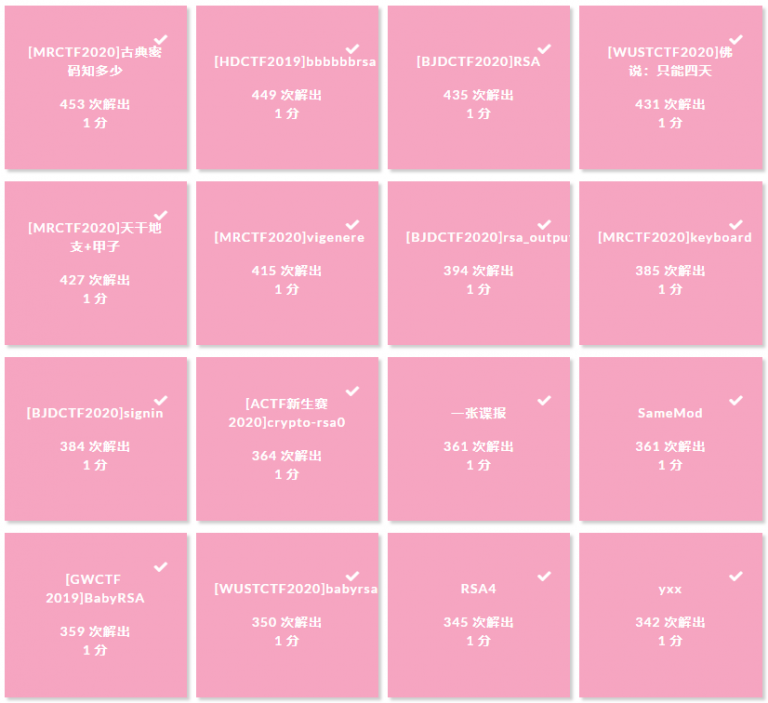 [MRCTF2020]古典密
码知多少
453 次解出
1 分
[HDCTF2019]bbbbbbrsa
449 次解出
1 分
[BJDCTF2020]RSA
435 次解出
1 分
[WUSTCTF2020]佛
说：只能四天
431 次解出
1 分
[MRCTF2020]天干地
支+甲子
427 次解出
1 分
[MRCTF2020]vigenere
415 次解出
1 分
[BJDCTF2020]rsa_output
394 次解出
1 分
[MRCTF2020]keyboard
385 次解出
1 分
[BJDCTF2020]signin
384 次解出
1 分
[ACTF新生赛
2020]crypto-rsa0
364 次解出
1 分
一张谍报
361 次解出
1 分
SameMod
361 次解出
1 分
[GWCTF
2019]BabyRSA
359 次解出
1 分
[WUSTCTF2020]babyrsa
350 次解出
1 分
RSA4
345 次解出
1 分
yxx
342 次解出
1 分